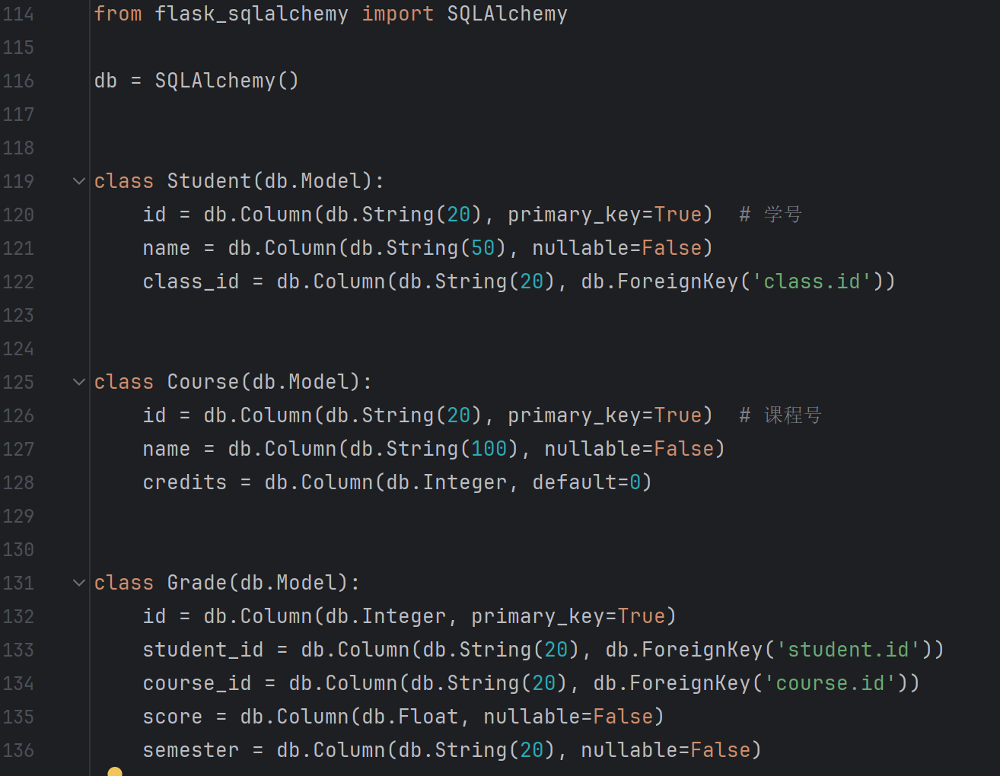 114 from flask_sqlalchemy import SQLAlchemy
115
116 db = SQLAlchemy()
117
118
119 class Student(db.Model):
120     id = db.Column(db.String(20), primary_key=True)  # 学号
121     name = db.Column(db.String(50), nullable=False)
122     class_id = db.Column(db.String(20), db.ForeignKey('class.id'))
123
124
125 class Course(db.Model):
126     id = db.Column(db.String(20), primary_key=True)  # 课程号
127     name = db.Column(db.String(100), nullable=False)
128     credits = db.Column(db.Integer, default=0)
129
130
131 class Grade(db.Model):
132     id = db.Column(db.Integer, primary_key=True)
133     student_id = db.Column(db.String(20), db.ForeignKey('student.id'))
134     course_id = db.Column(db.String(20), db.ForeignKey('course.id'))
135     score = db.Column(db.Float, nullable=False)
136     semester = db.Column(db.String(20), nullable=False)